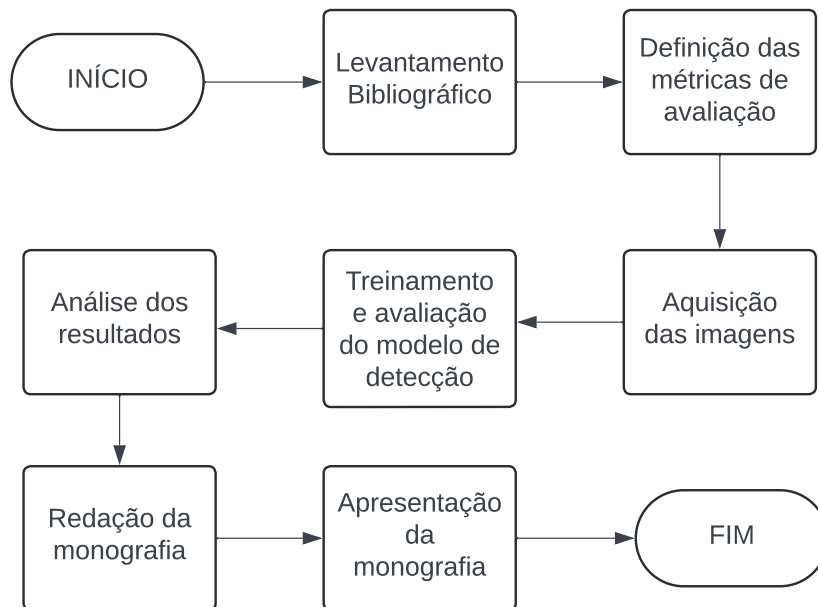 INÍCIO
Levantamento
Bibliográfico
Definição das
métricas de
avaliação
Aquisição
das imagens
Treinamento
e avaliação
do modelo de
detecção
Análise dos
resultados
Redação da
monografia
Apresentação
da
monografia
FIM